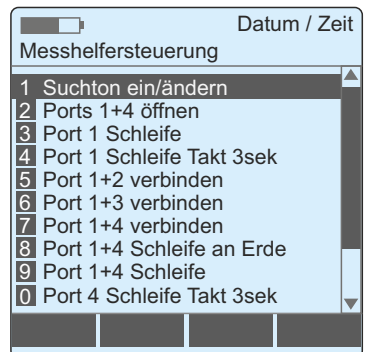 Datum / Zeit
Messhelfersteuerung
1 Suchton ein/ändern
2 Ports 1+4 öffnen
3 Port 1 Schleife
4 Port 1 Schleife Takt 3sek
5 Port 1+2 verbinden
6 Port 1+3 verbinden
7 Port 1+4 verbinden
8 Port 1+4 Schleife an Erde
9 Port 1+4 Schleife
0 Port 4 Schleife Takt 3sek